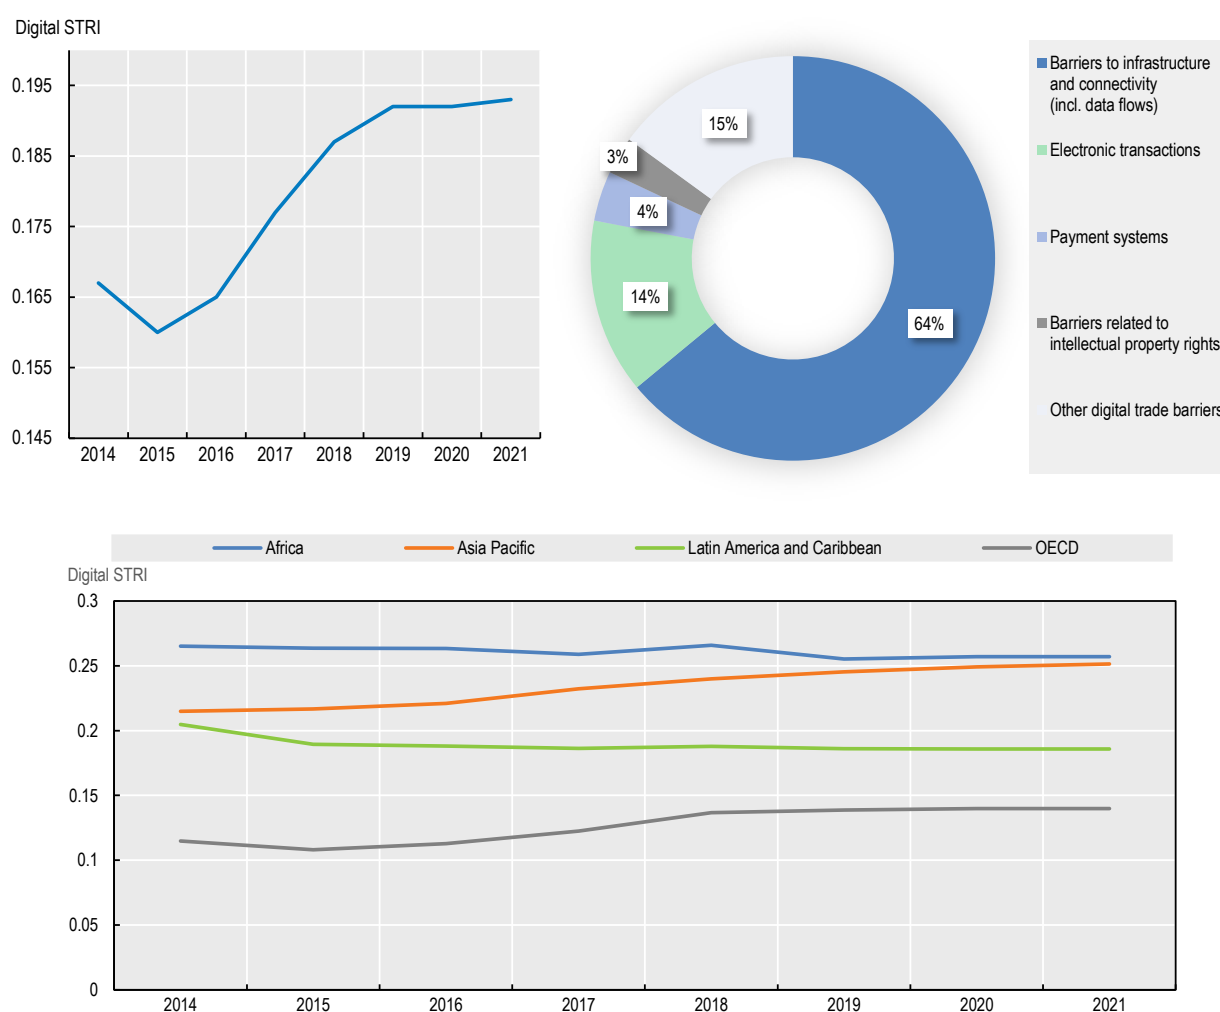 Digital STRI
0.195
0.185
0.175
0.165
0.155
0.145
2014 2015 2016 2017 2018 2019 2020 2021
15%
3%
4%
14%
64%
Barriers to infrastructure
and connectivity
(incl. data flows)
Electronic transactions
Payment systems
Barriers related to
intellectual property rights
Other digital trade barriers
Africa Asia Pacific Latin America and Caribbean OECD
Digital STRI
0.3
0.25
0.2
0.15
0.1
0.05
0
2014 2015 2016 2017 2018 2019 2020 2021